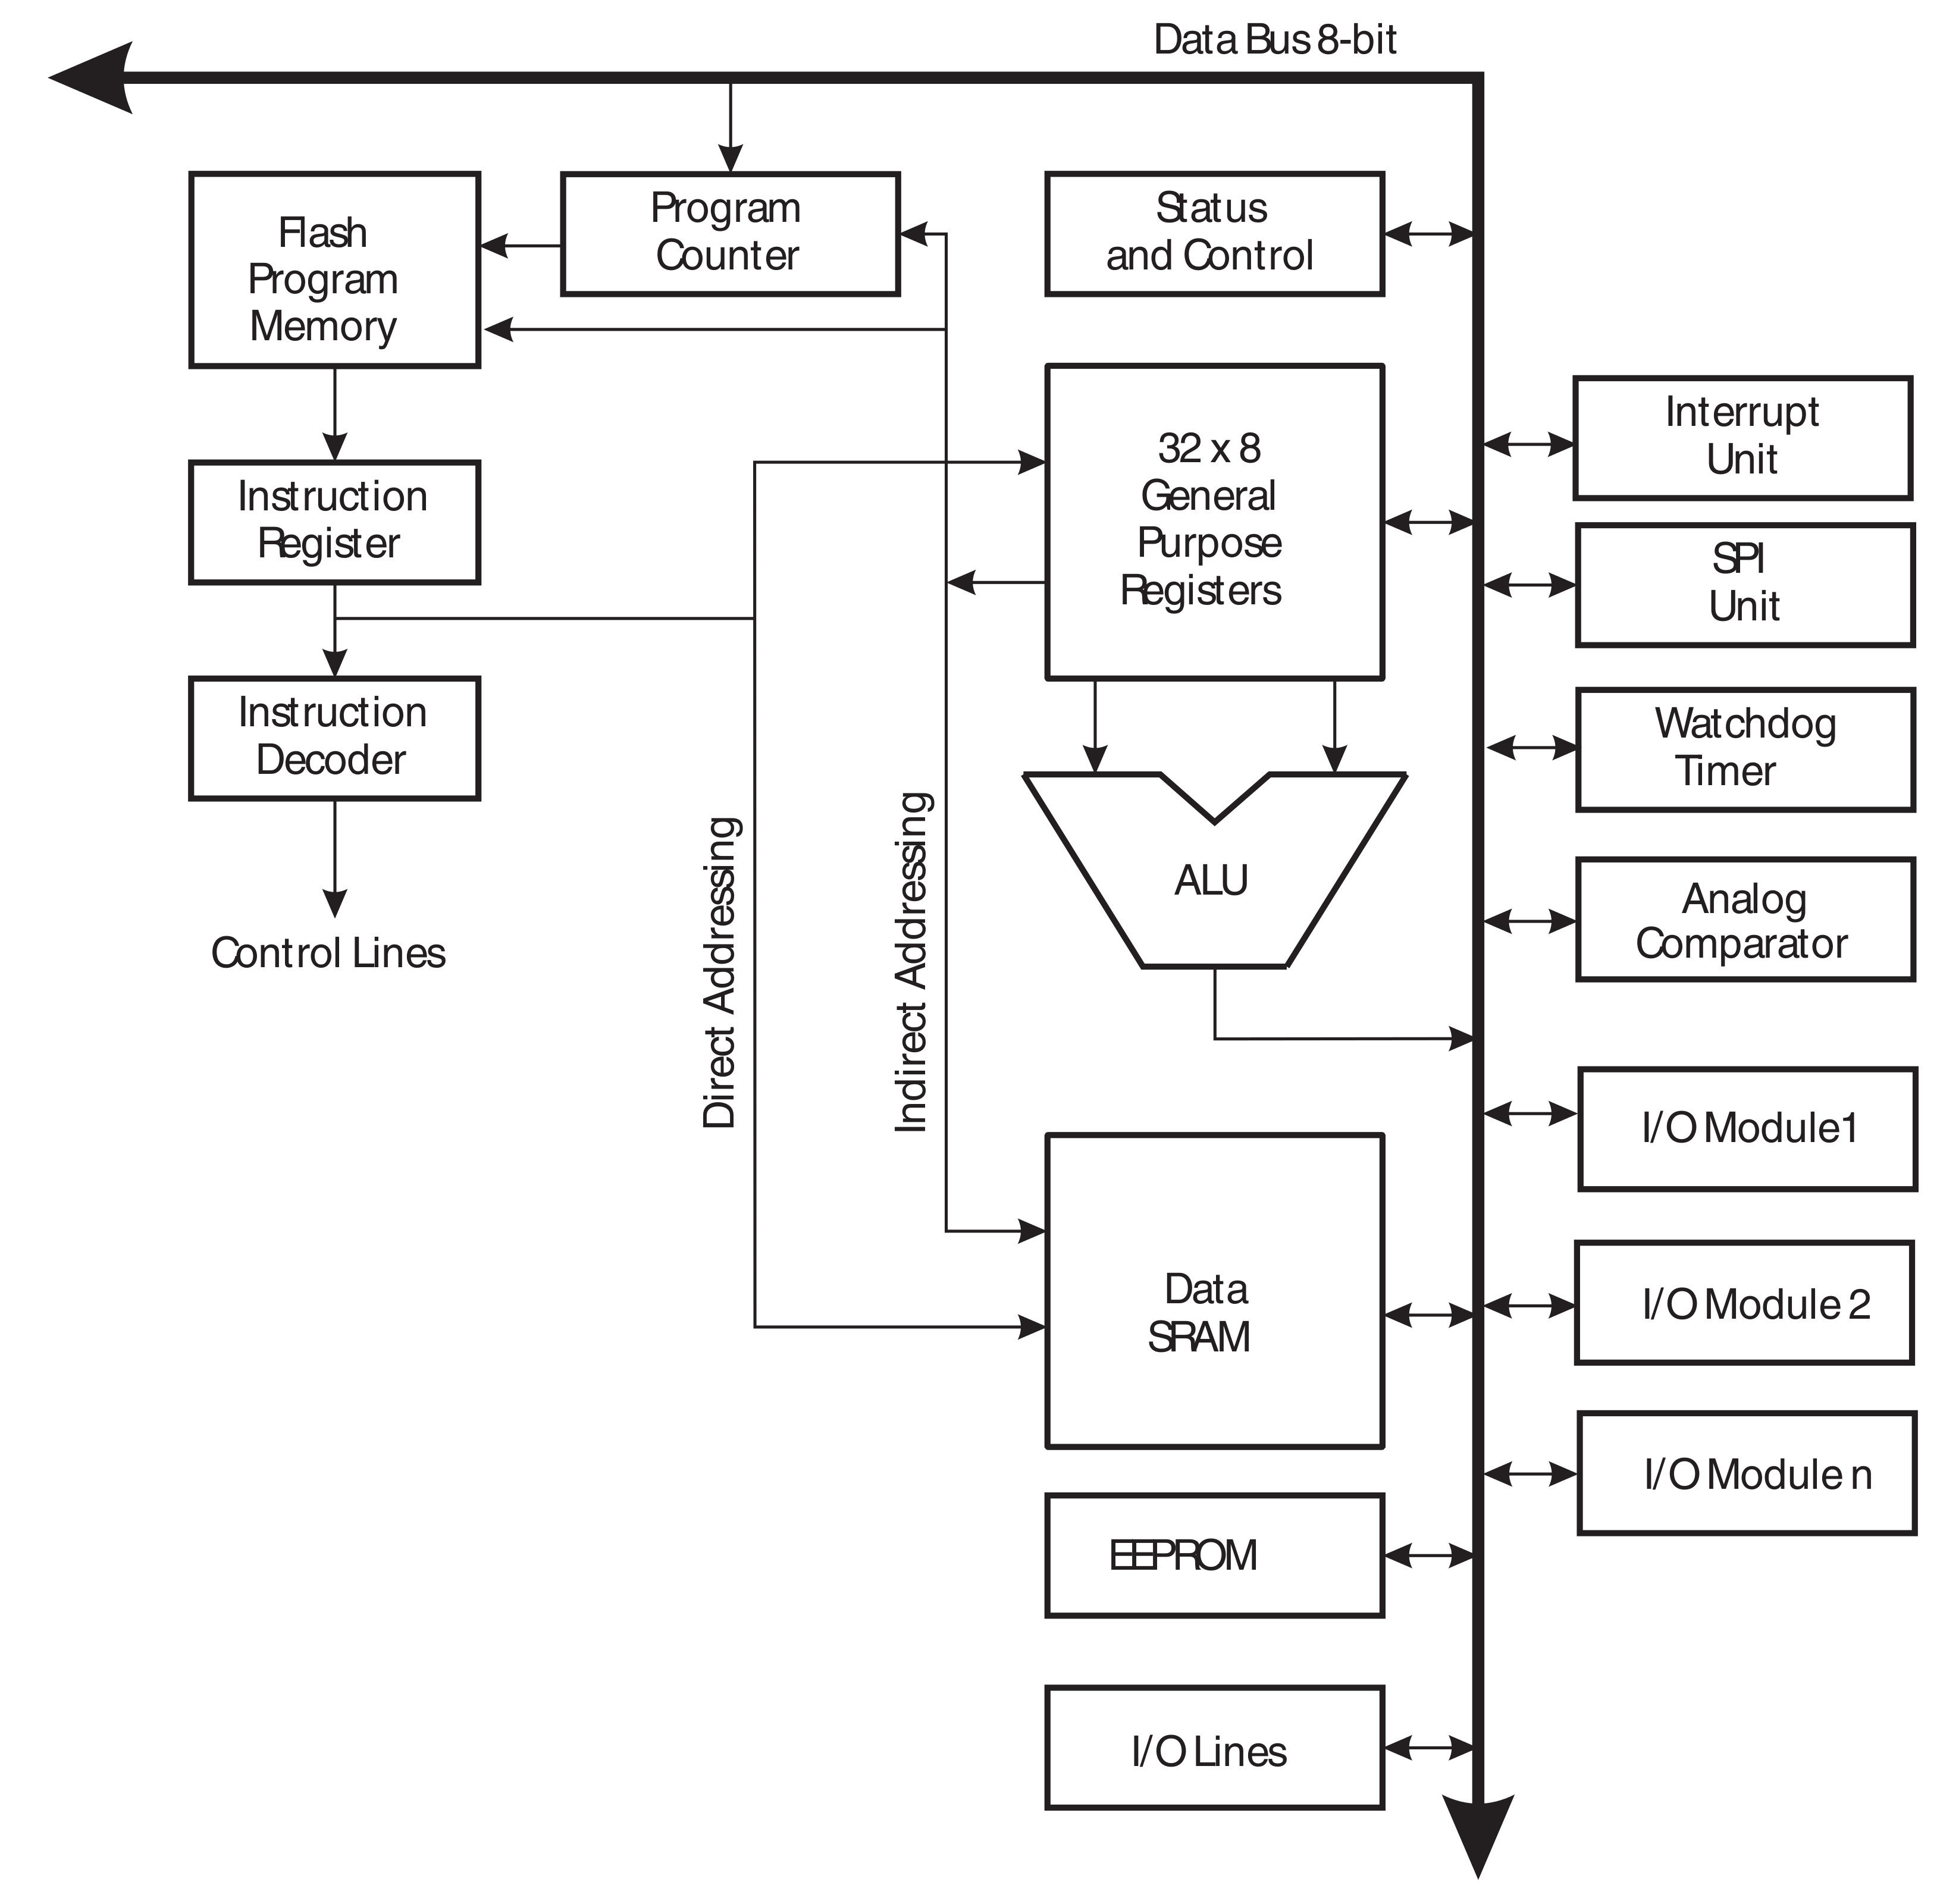 Data Bus 8-bit
Flash
Program
Memory
Program
Counter
Status
and Control
32 x 8
General
Purpose
Registers
Interrupt
Unit
Instruction
Register
SPI
Unit
Instruction
Decoder
Watchdog
Timer
Control Lines
Direct Addressing
Indirect Addressing
ALU
Analog
Comparator
I/O Module1
Data
SRAM
I/O Module 2
I/O Module n
EEPROM
I/O Lines